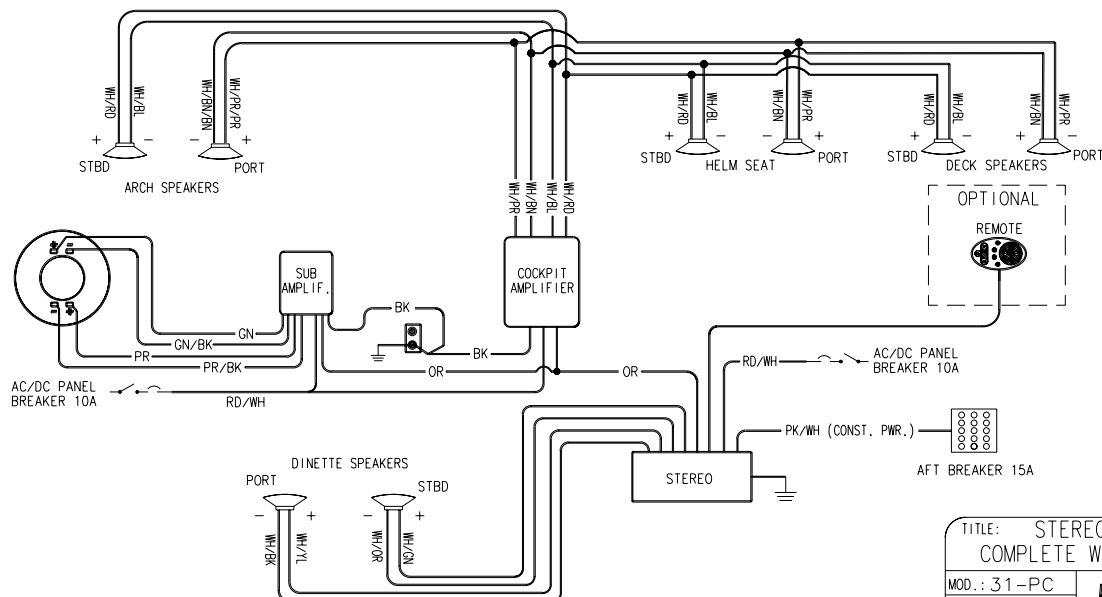 WH/RD
WH/BL
WH/BN/BN
WH/PR/PR
+ - - +
STBD PORT
ARCH SPEAKERS
WH/RD
WH/BL
WH/BN
WH/PR
+ - - +
STBD HELM SEAT PORT
WH/RD
WH/BL
WH/BN
WH/PR
+ - + -
STBD DECK SPEAKERS PORT
WH/PR
WH/BN
WH/BL
WH/RD
OPTIONAL
REMOTE
+ -
- +
SUB
AMPLIF.
COCKPIT
AMPLIFIER
BK
BK
GN
GN/BK
PR
PR/BK
OR
OR
AC/DC PANEL
BREAKER 10A
RD/WH
RD/WH
AC/DC PANEL
BREAKER 10A
PK/WH (CONST. PWR.)
AFT BREAKER 15A
STEREO
DINETTE SPEAKERS
PORT
STBD
- + - +
WH/BK
WH/YL
WH/OR
WH/GN
TITLE: STEREO
COMPLETE W
MOD.: 31-PC